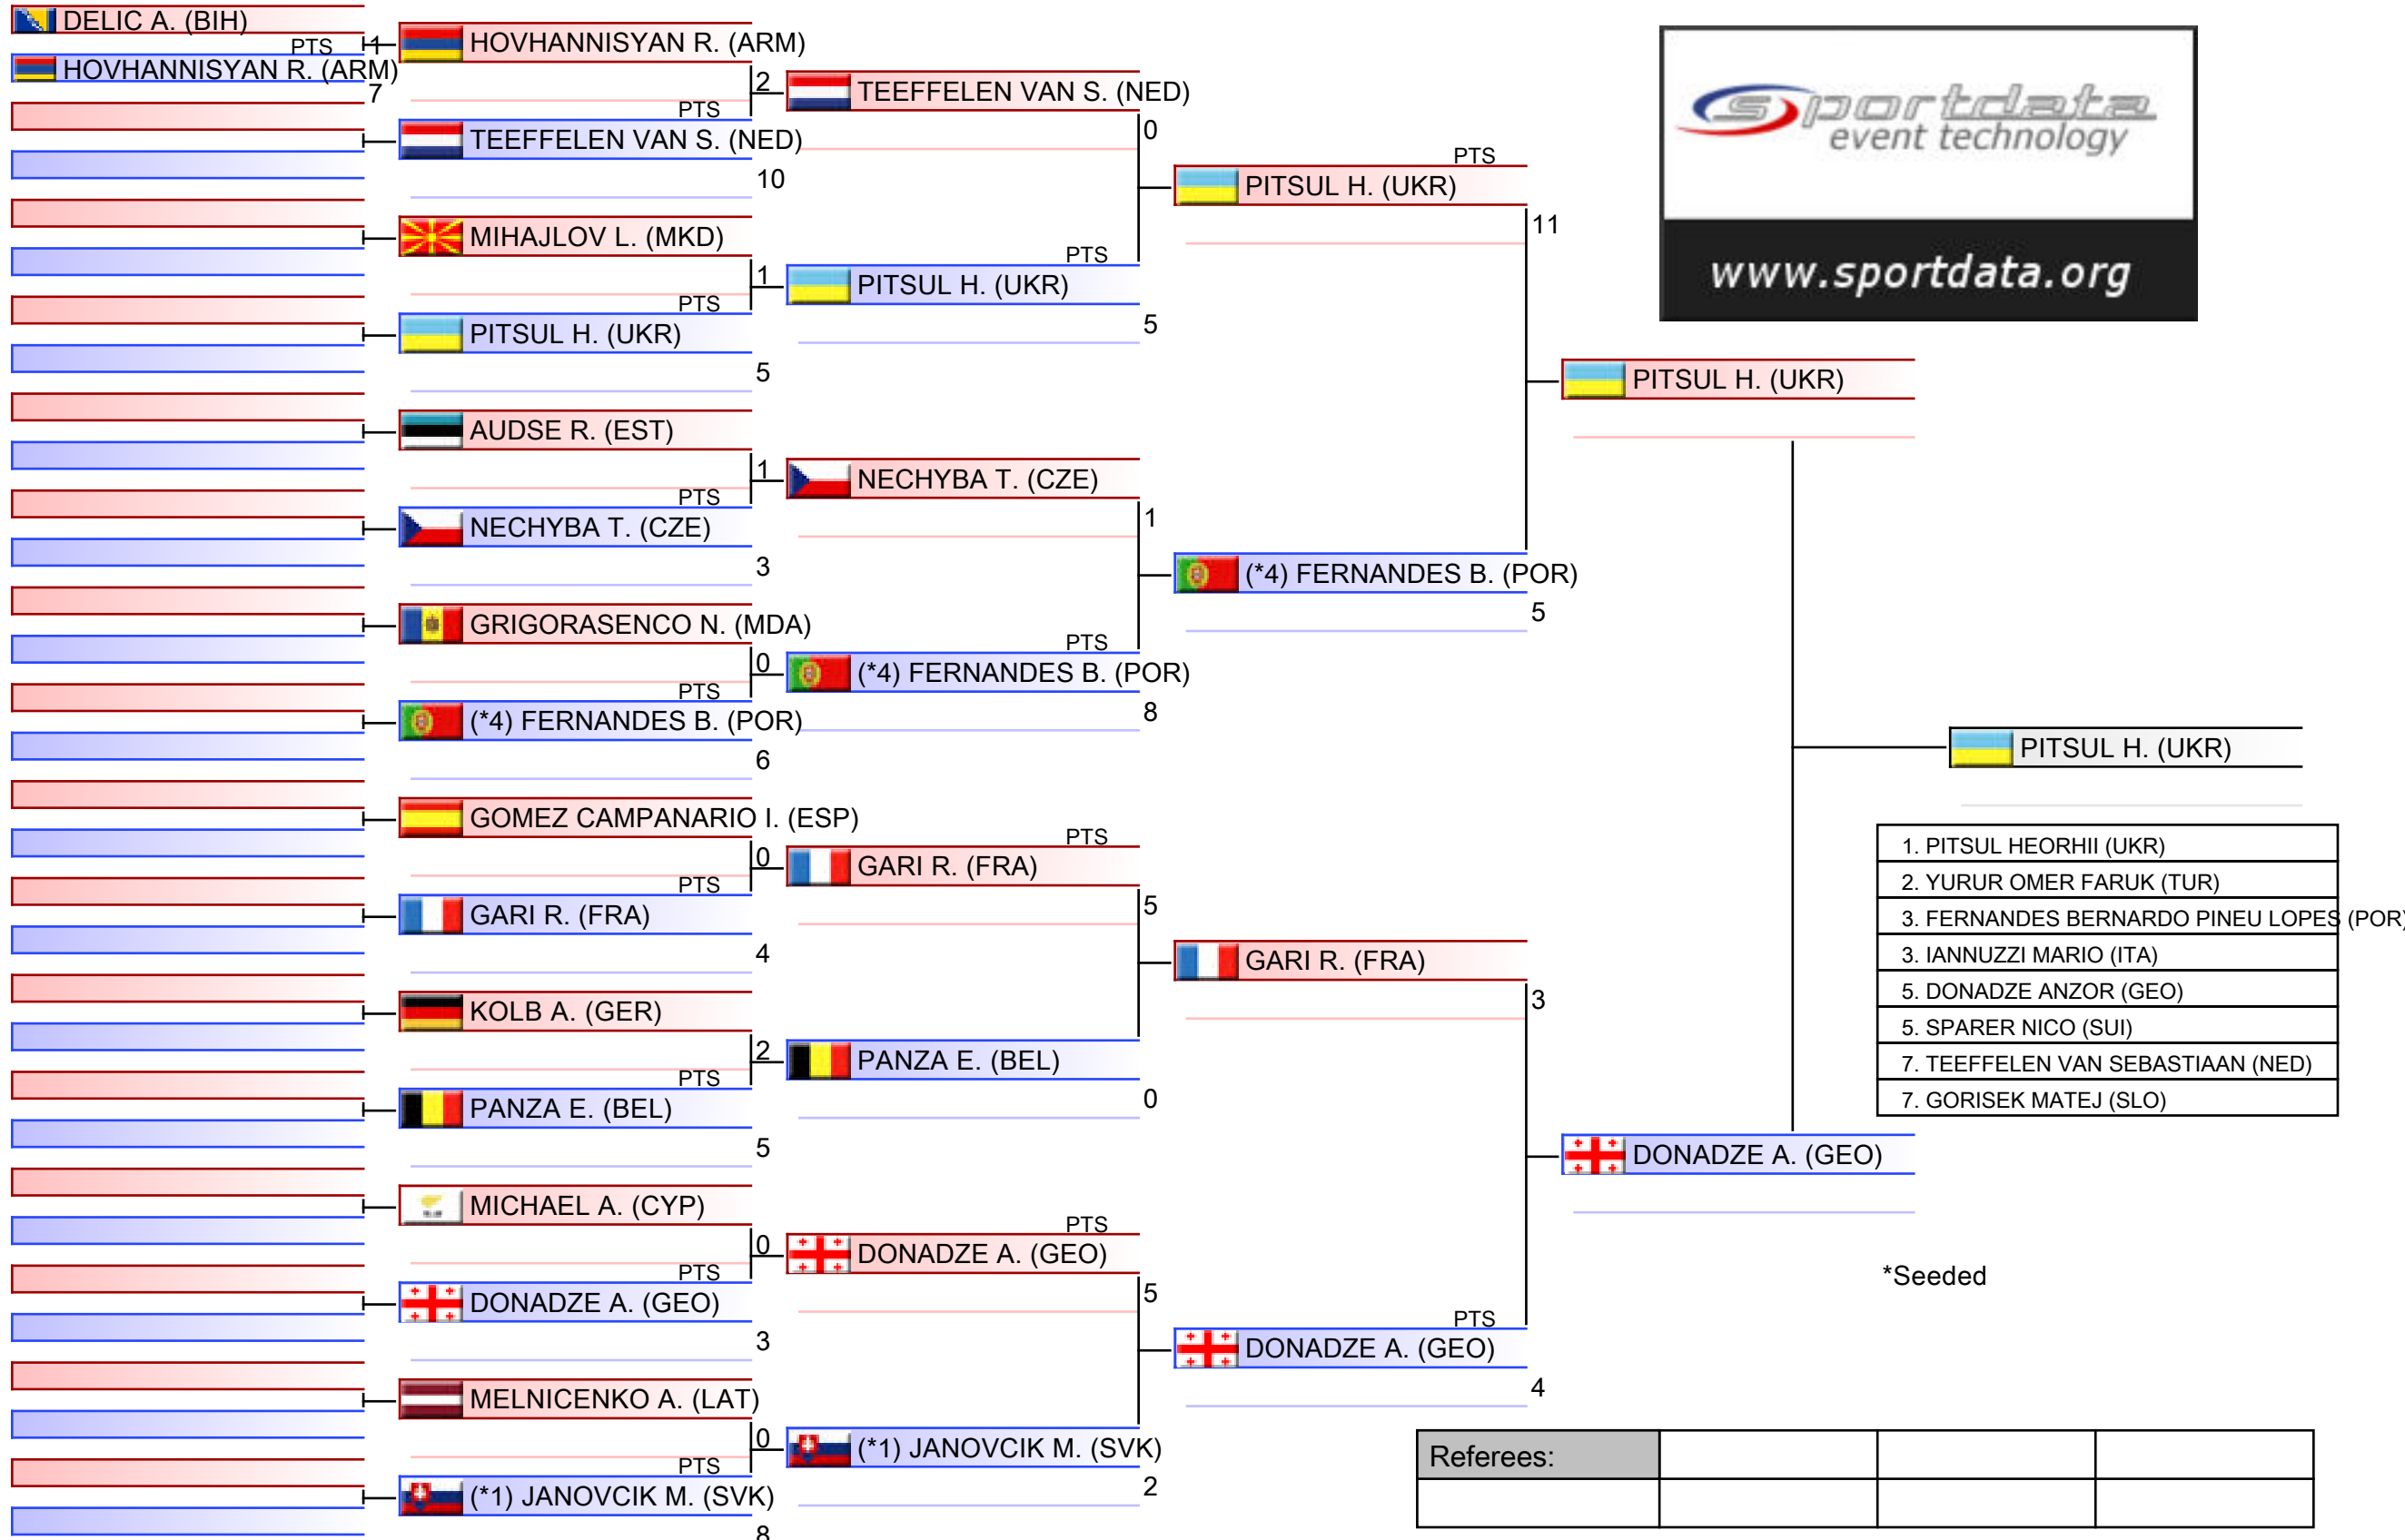 DELIC A. (BIH)
PTS
1
HOVHANNISYAN R. (ARM)
7
HOVHANNISYAN R. (ARM)
2
PTS
TEEFFELEN VAN S. (NED)
10
MIHAJLOV L. (MKD)
1
PTS
PITSUL H. (UKR)
5
AUDSE R. (EST)
1
PTS
NECHYBA T. (CZE)
3
GRIGORASENCO N. (MDA)
0
PTS
(*4) FERNANDES B. (POR)
6
GOMEZ CAMPANARIO I. (ESP)
0
PTS
GARI R. (FRA)
4
KOLB A. (GER)
2
PTS
PANZA E. (BEL)
5
MICHAEL A. (CYP)
0
PTS
DONADZE A. (GEO)
3
MELNICENKO A. (LAT)
0
PTS
(*1) JANOVCIK M. (SVK)
8
TEEFFELEN VAN S. (NED)
0
PTS
PITSUL H. (UKR)
5
NECHYBA T. (CZE)
1
PTS
(*4) FERNANDES B. (POR)
8
PTS
GARI R. (FRA)
5
PANZA E. (BEL)
0
PTS
DONADZE A. (GEO)
5
(*1) JANOVCIK M. (SVK)
2
PTS
PITSUL H. (UKR)
11
(*4) FERNANDES B. (POR)
5
GARI R. (FRA)
3
PTS
DONADZE A. (GEO)
4
PITSUL H. (UKR)
DONADZE A. (GEO)
PITSUL H. (UKR)
sportdata
event technology
www.sportdata.org
1. PITSUL HEORHII (UKR)
2. YURUR OMER FARUK (TUR)
3. FERNANDES BERNARDO PINEU LOPES (POR)
3. IANNUZZI MARIO (ITA)
5. DONADZE ANZOR (GEO)
5. SPARER NICO (SUI)
7. TEEFFELEN VAN SEBASTIAAN (NED)
7. GORISEK MATEJ (SLO)
*Seeded
Referees: